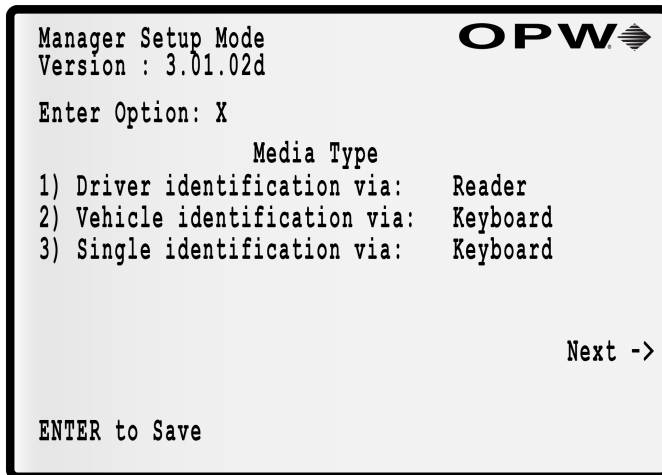 Manager Setup Mode
OPW
Version : 3.01.02d
Enter Option: X
Media Type
1) Driver identification via: Reader
2) Vehicle identification via: Keyboard
3) Single identification via: Keyboard
Next ->
ENTER to Save